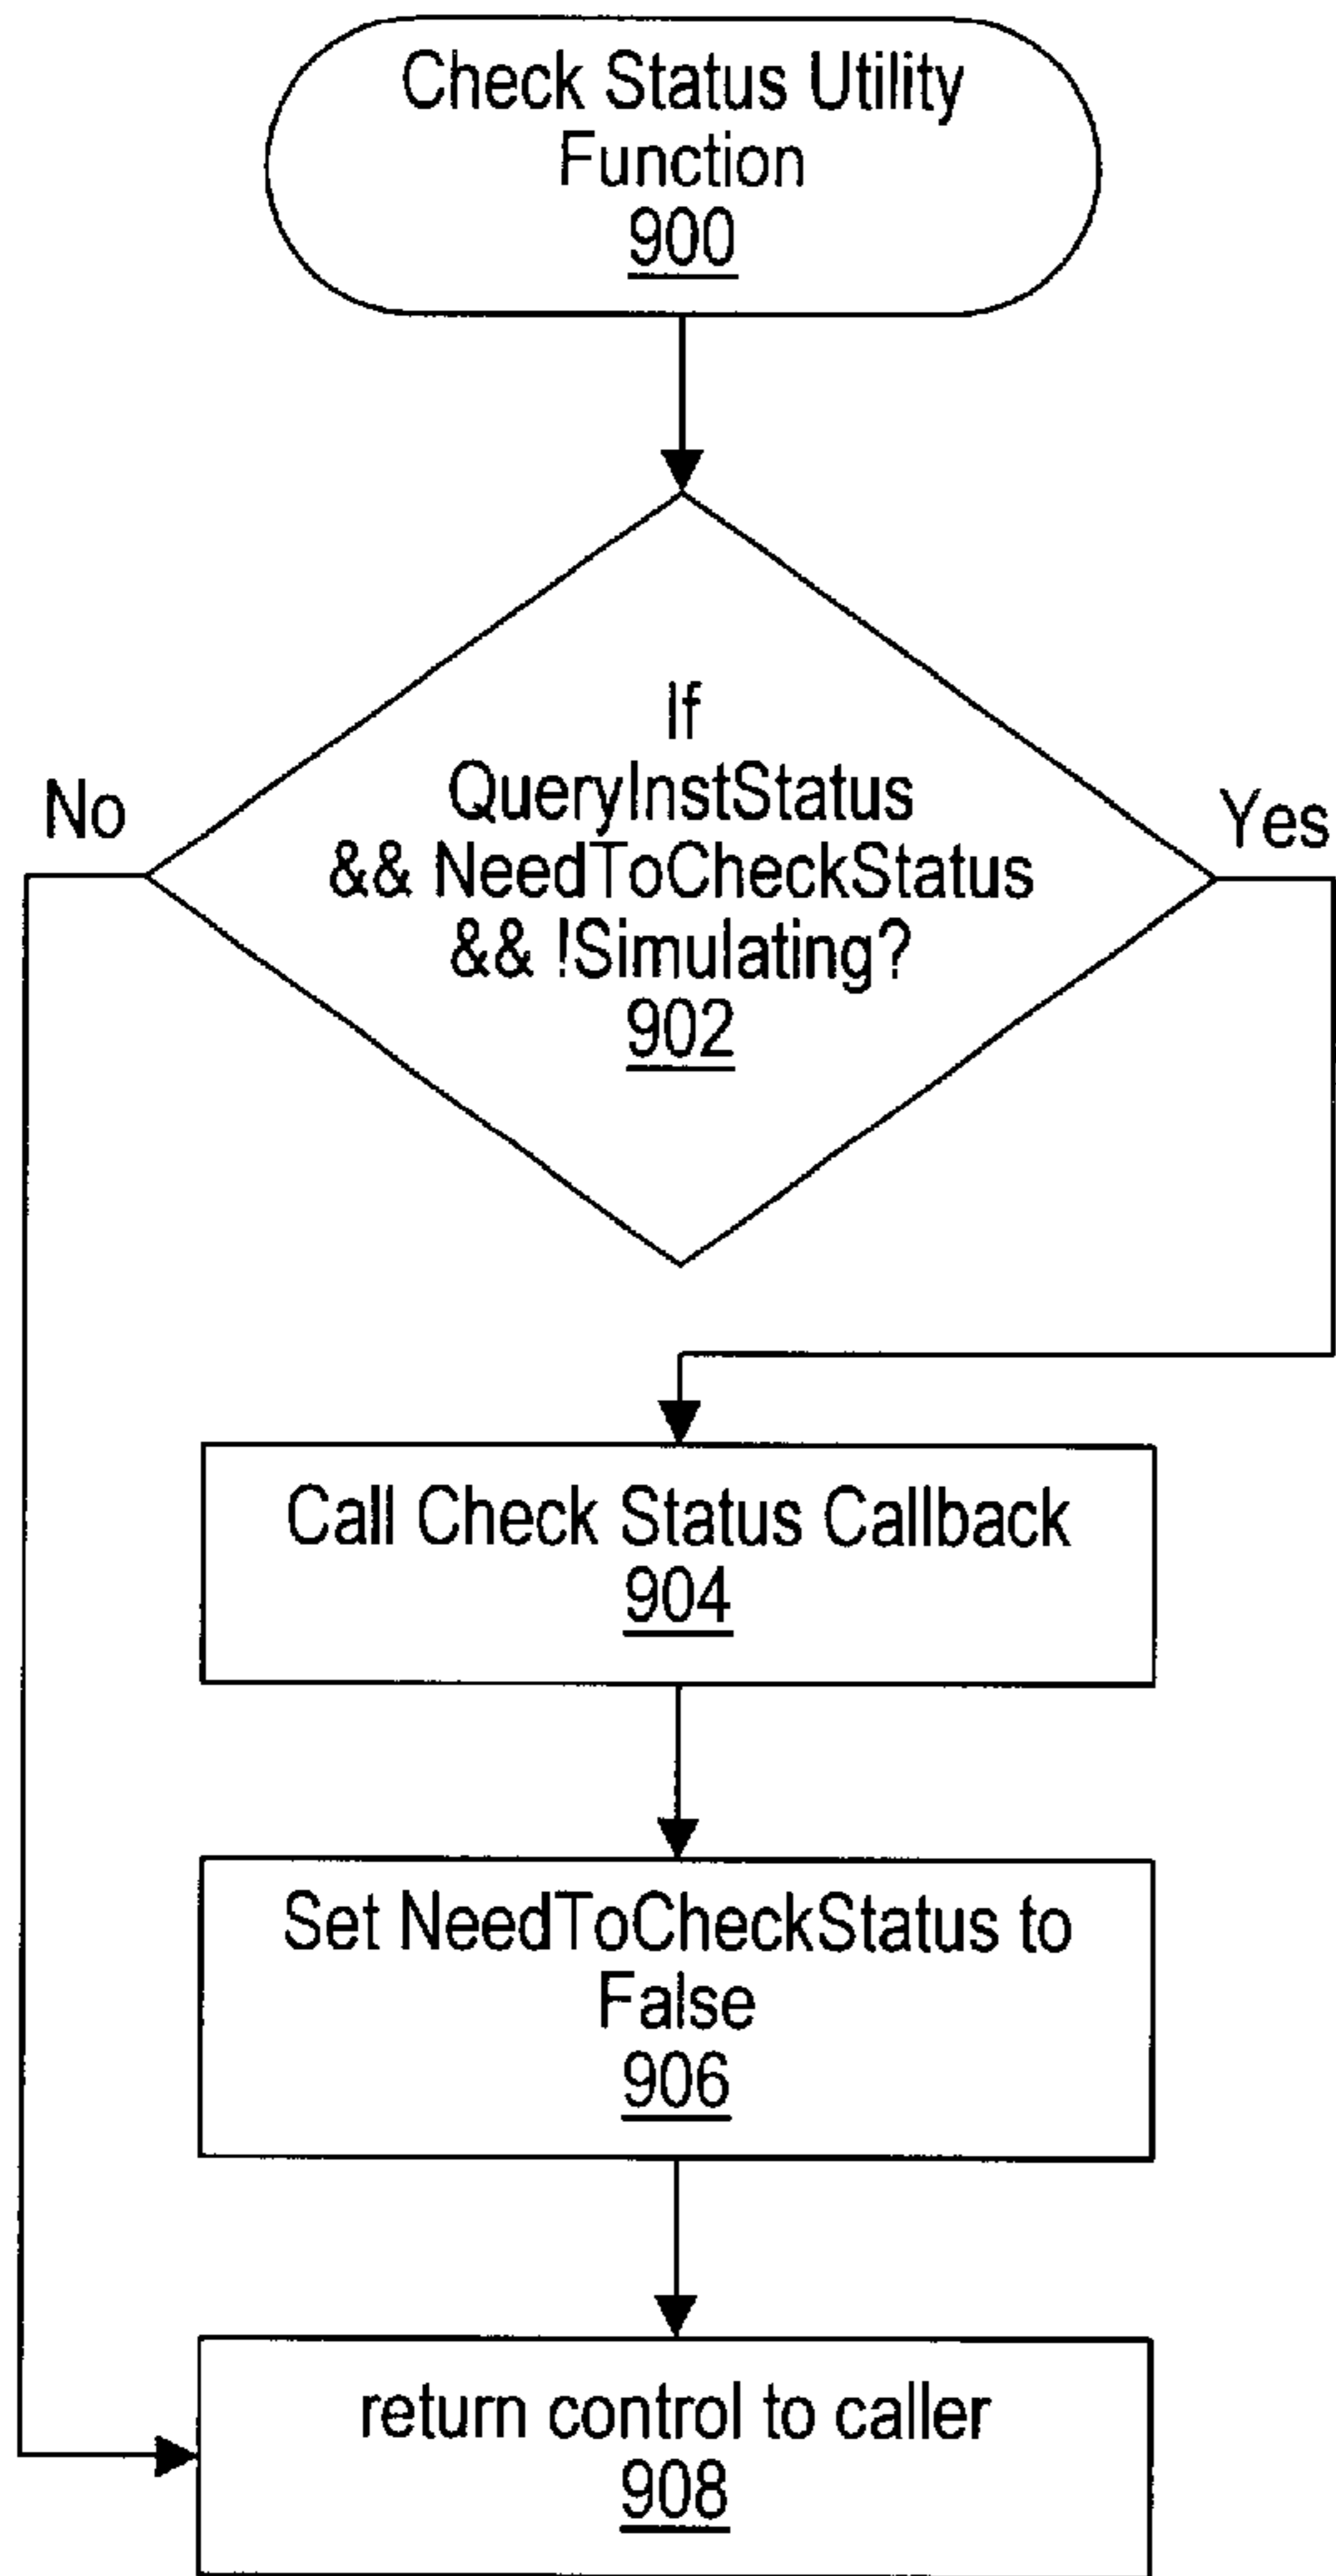 Check Status Utility
Function
900
If
QueryInstStatus
&& NeedToCheckStatus
&& !Simulating?
902
No
Yes
Call Check Status Callback
904
Set NeedToCheckStatus to
False
906
return control to caller
908